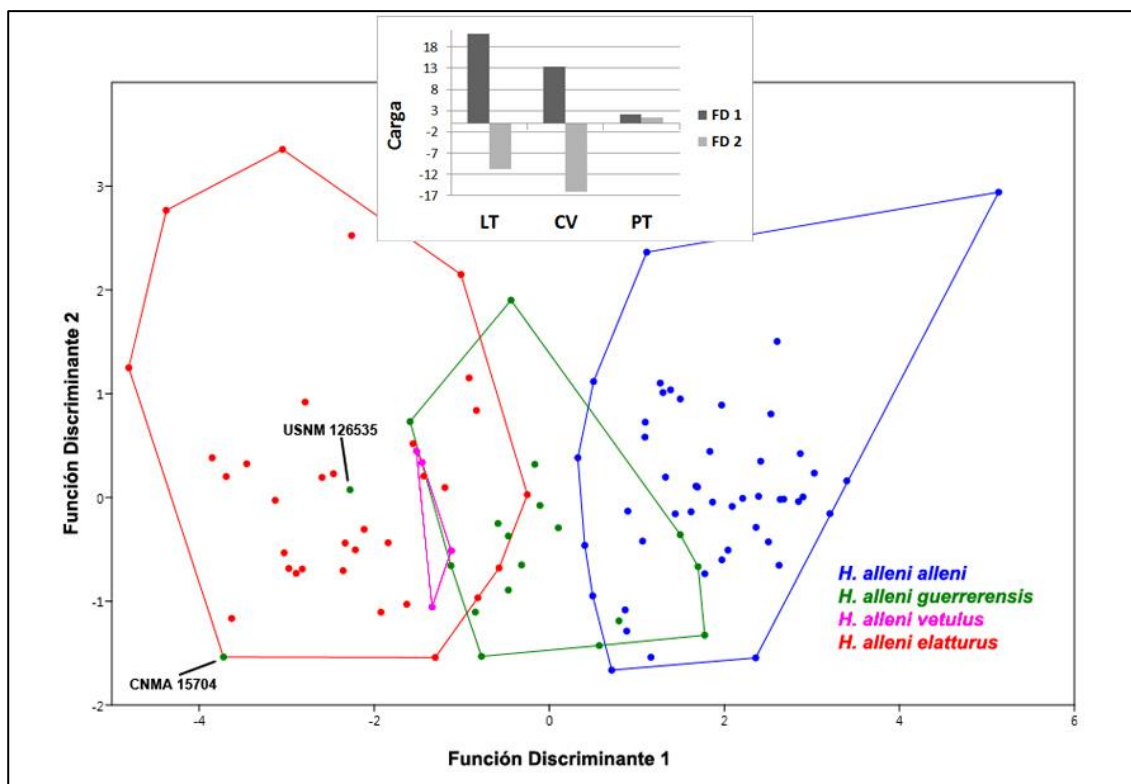 18
13
8
3
-2
-7
-12
-17
Carga
LT CV PT
FD 1
FD 2
3
2
1
0
-1
-2
Función Discriminante 2
USNM 126535
CNMA 15704
H. alleni alleni
H. alleni guerrerensis
H. alleni vetulus
H. alleni elatturus
-4 -2 0 2 4 6
Función Discriminante 1